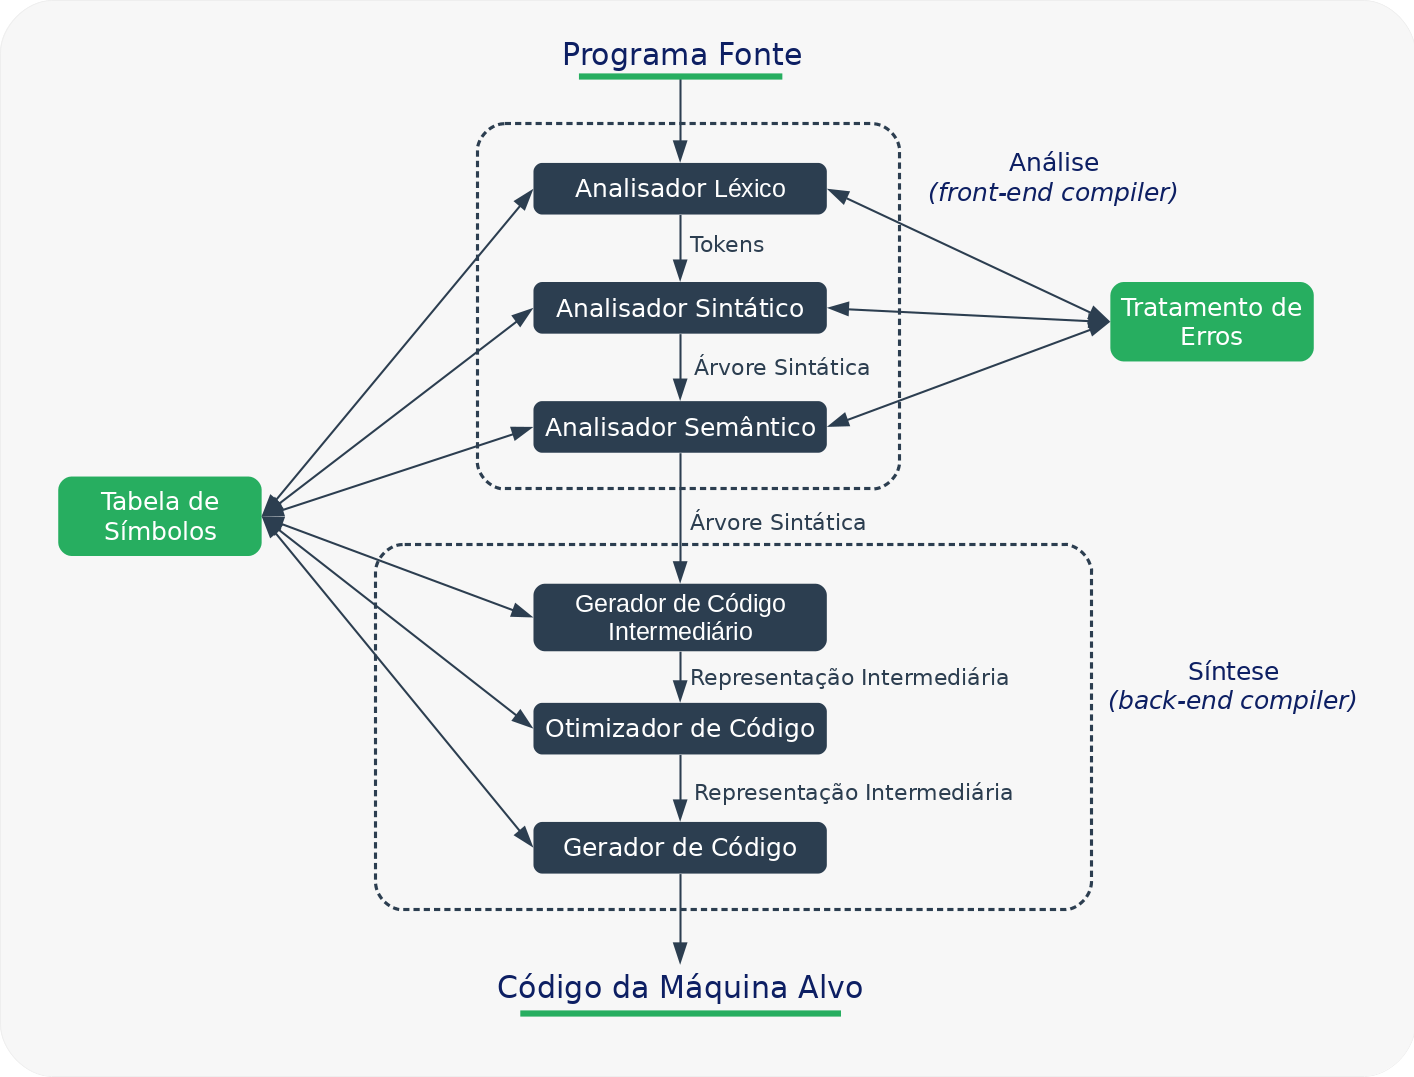 Programa Fonte
Análise
(front-end compiler)
Analisador Léxico
Tokens
Analisador Sintático
Tratamento de
Erros
Árvore Sintática
Analisador Semântico
Tabela de
Símbolos
Árvore Sintática
Gerador de Código
Intermediário
Síntese
(back-end compiler)
Representação Intermediária
Otimizador de Código
Representação Intermediária
Gerador de Código
Código da Máquina Alvo